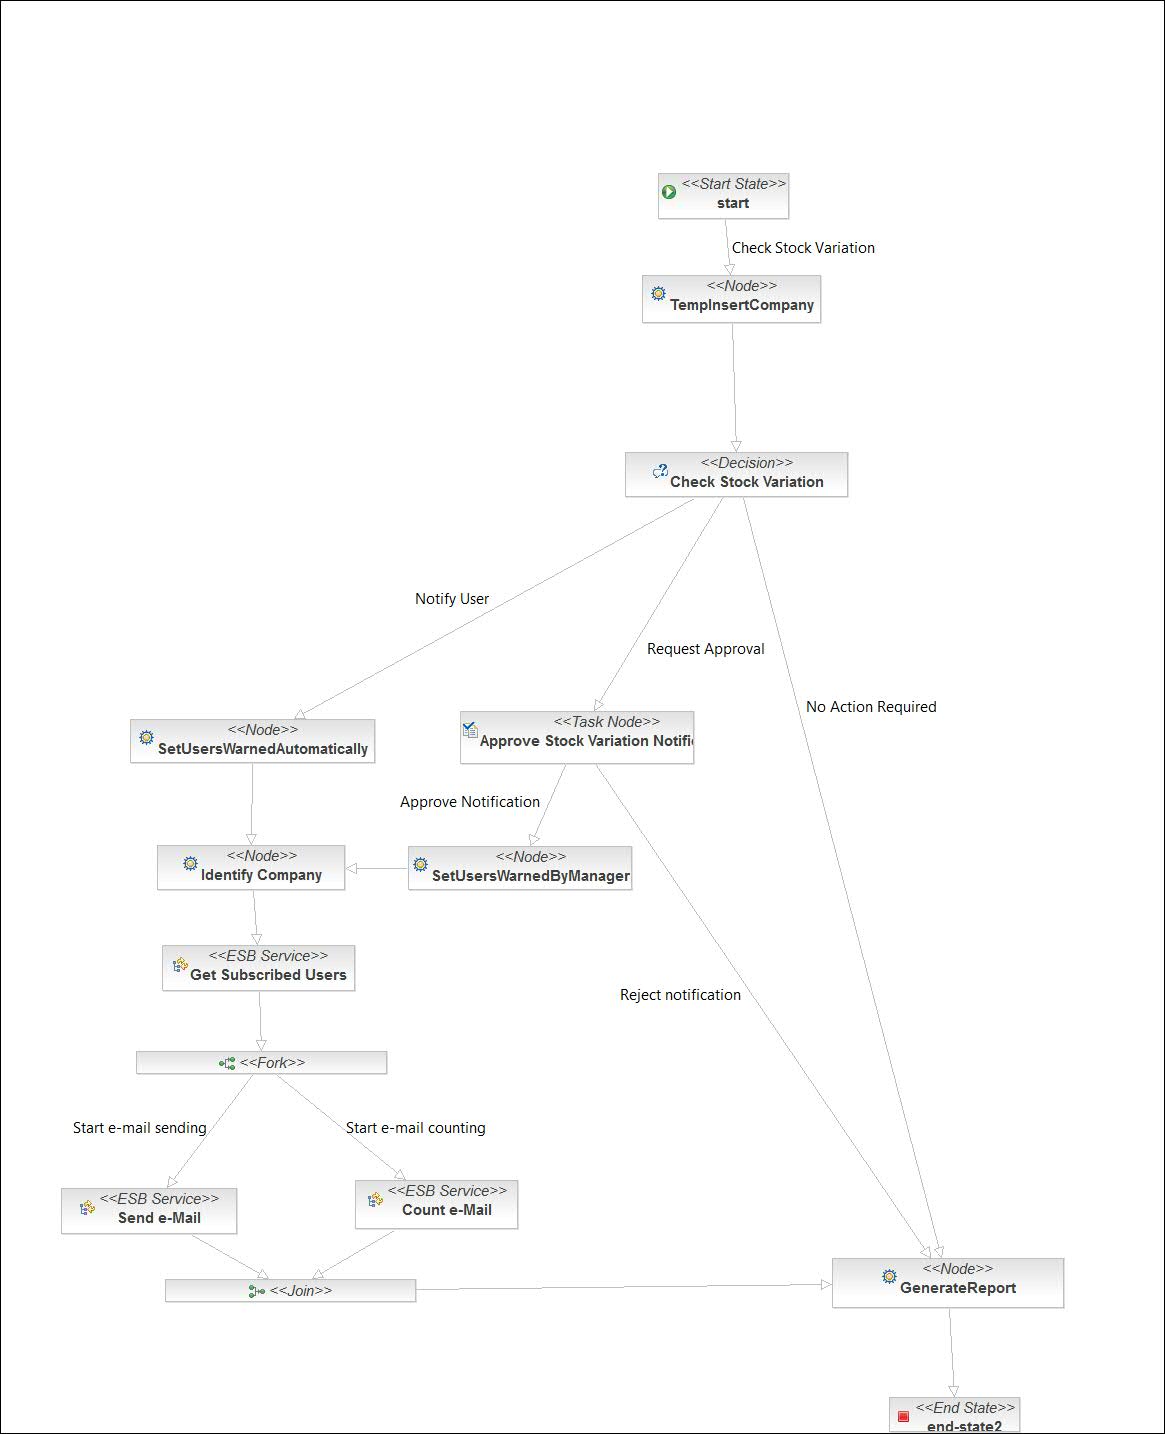 <<Start State>>
start
Check Stock Variation
<<Node>>
TempInsertCompany
<<Decision>>
Check Stock Variation
Notify User
Request Approval
No Action Required
<<Node>>
SetUsersWarnedAutomatically
<<Task Node>>
Approve Stock Variation Notifi
Approve Notification
<<Node>>
Identify Company
<<Node>>
SetUsersWarnedByManager
<<ESB Service>>
Get Subscribed Users
Reject notification
<<Fork>>
Start e-mail sending
Start e-mail counting
<<ESB Service>>
Send e-Mail
<<ESB Service>>
Count e-Mail
<<Join>>
<<Node>>
GenerateReport
<<End State>>
end-state2